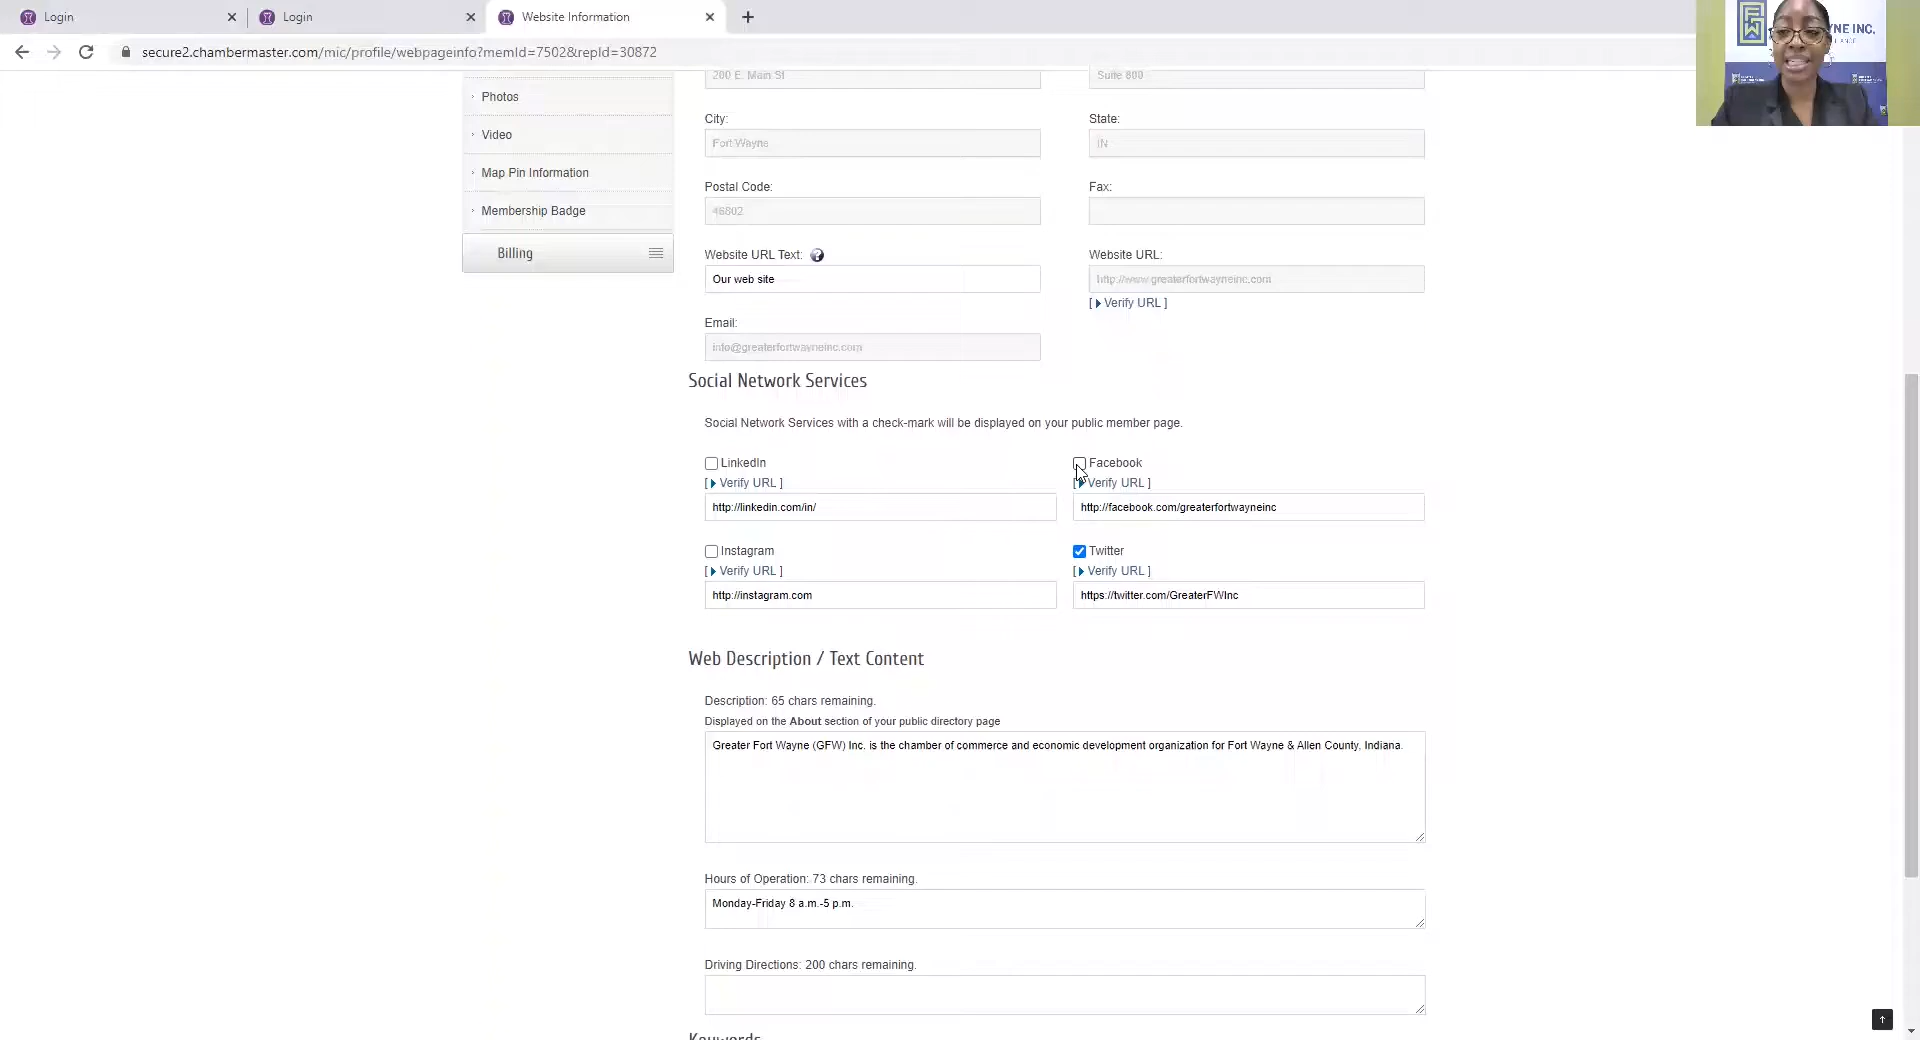 Login
Login
Website Information
secure2.chambermaster.com/mic/profile/webpageinfo?memId=7502&repId=30872
YNE INC.
200 E. Main St
Suite 800
Photos
Video
Map Pin Information
Membership Badge
Billing
City:
State:
Fort Wayne
IN
Postal Code:
Fax:
46802
Website URL Text:
Website URL:
Our web site
http://www.greaterfortwayneinc.com
[ Verify URL ]
Email:
info@greaterfortwayneinc.com
Social Network Services
Social Network Services with a check-mark will be displayed on your public member page.
LinkedIn
Facebook
[ Verify URL ]
[ Verify URL ]
http://linkedin.com/in/
http://facebook.com/greaterfortwayneinc
Instagram
Twitter
[ Verify URL ]
[ Verify URL ]
http://instagram.com
https://twitter.com/GreaterFWInc
Web Description / Text Content
Description: 65 chars remaining.
Displayed on the About section of your public directory page
Greater Fort Wayne (GFW) Inc. is the chamber of commerce and economic development organization for Fort Wayne & Allen County, Indiana.
Hours of Operation: 73 chars remaining.
Monday-Friday 8 a.m.-5 p.m.
Driving Directions: 200 chars remaining.
Keywords